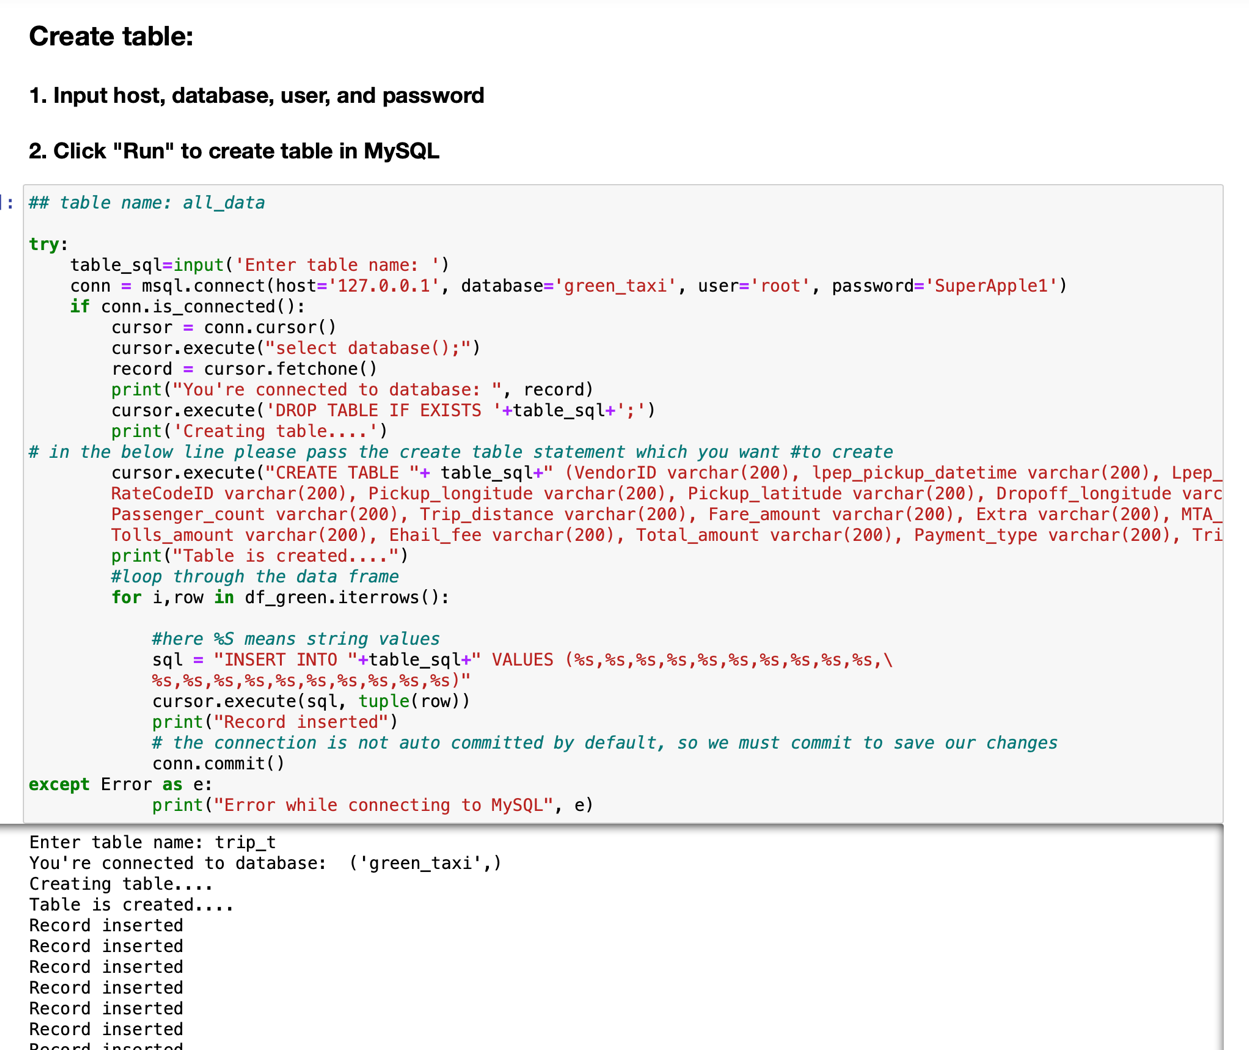 Create table:
1. Input host, database, user, and password
2. Click "Run" to create table in MySQL
]: ## table name: all_data
try:
    table_sql=input('Enter table name: ')
    conn = msql.connect(host='127.0.0.1', database='green_taxi', user='root', password='SuperApple1')
    if conn.is_connected():
        cursor = conn.cursor()
        cursor.execute("select database();")
        record = cursor.fetchone()
        print("You're connected to database: ", record)
        cursor.execute('DROP TABLE IF EXISTS '+table_sql+';')
        print('Creating table....')
# in the below line please pass the create table statement which you want #to create
        cursor.execute("CREATE TABLE "+ table_sql+" (VendorID varchar(200), lpep_pickup_datetime varchar(200), Lpep_
        RateCodeID varchar(200), Pickup_longitude varchar(200), Pickup_latitude varchar(200), Dropoff_longitude varc
        Passenger_count varchar(200), Trip_distance varchar(200), Fare_amount varchar(200), Extra varchar(200), MTA_
        Tolls_amount varchar(200), Ehail_fee varchar(200), Total_amount varchar(200), Payment_type varchar(200), Tri
        print("Table is created....")
        #loop through the data frame
        for i,row in df_green.iterrows():
            #here %S means string values
            sql = "INSERT INTO "+table_sql+" VALUES (%s,%s,%s,%s,%s,%s,%s,%s,%s,%s,\
            %s,%s,%s,%s,%s,%s,%s,%s,%s,%s)"
            cursor.execute(sql, tuple(row))
            print("Record inserted")
            # the connection is not auto committed by default, so we must commit to save our changes
            conn.commit()
except Error as e:
            print("Error while connecting to MySQL", e)
Enter table name: trip_t
You're connected to database:  ('green_taxi',)
Creating table....
Table is created....
Record inserted
Record inserted
Record inserted
Record inserted
Record inserted
Record inserted
Record inserted